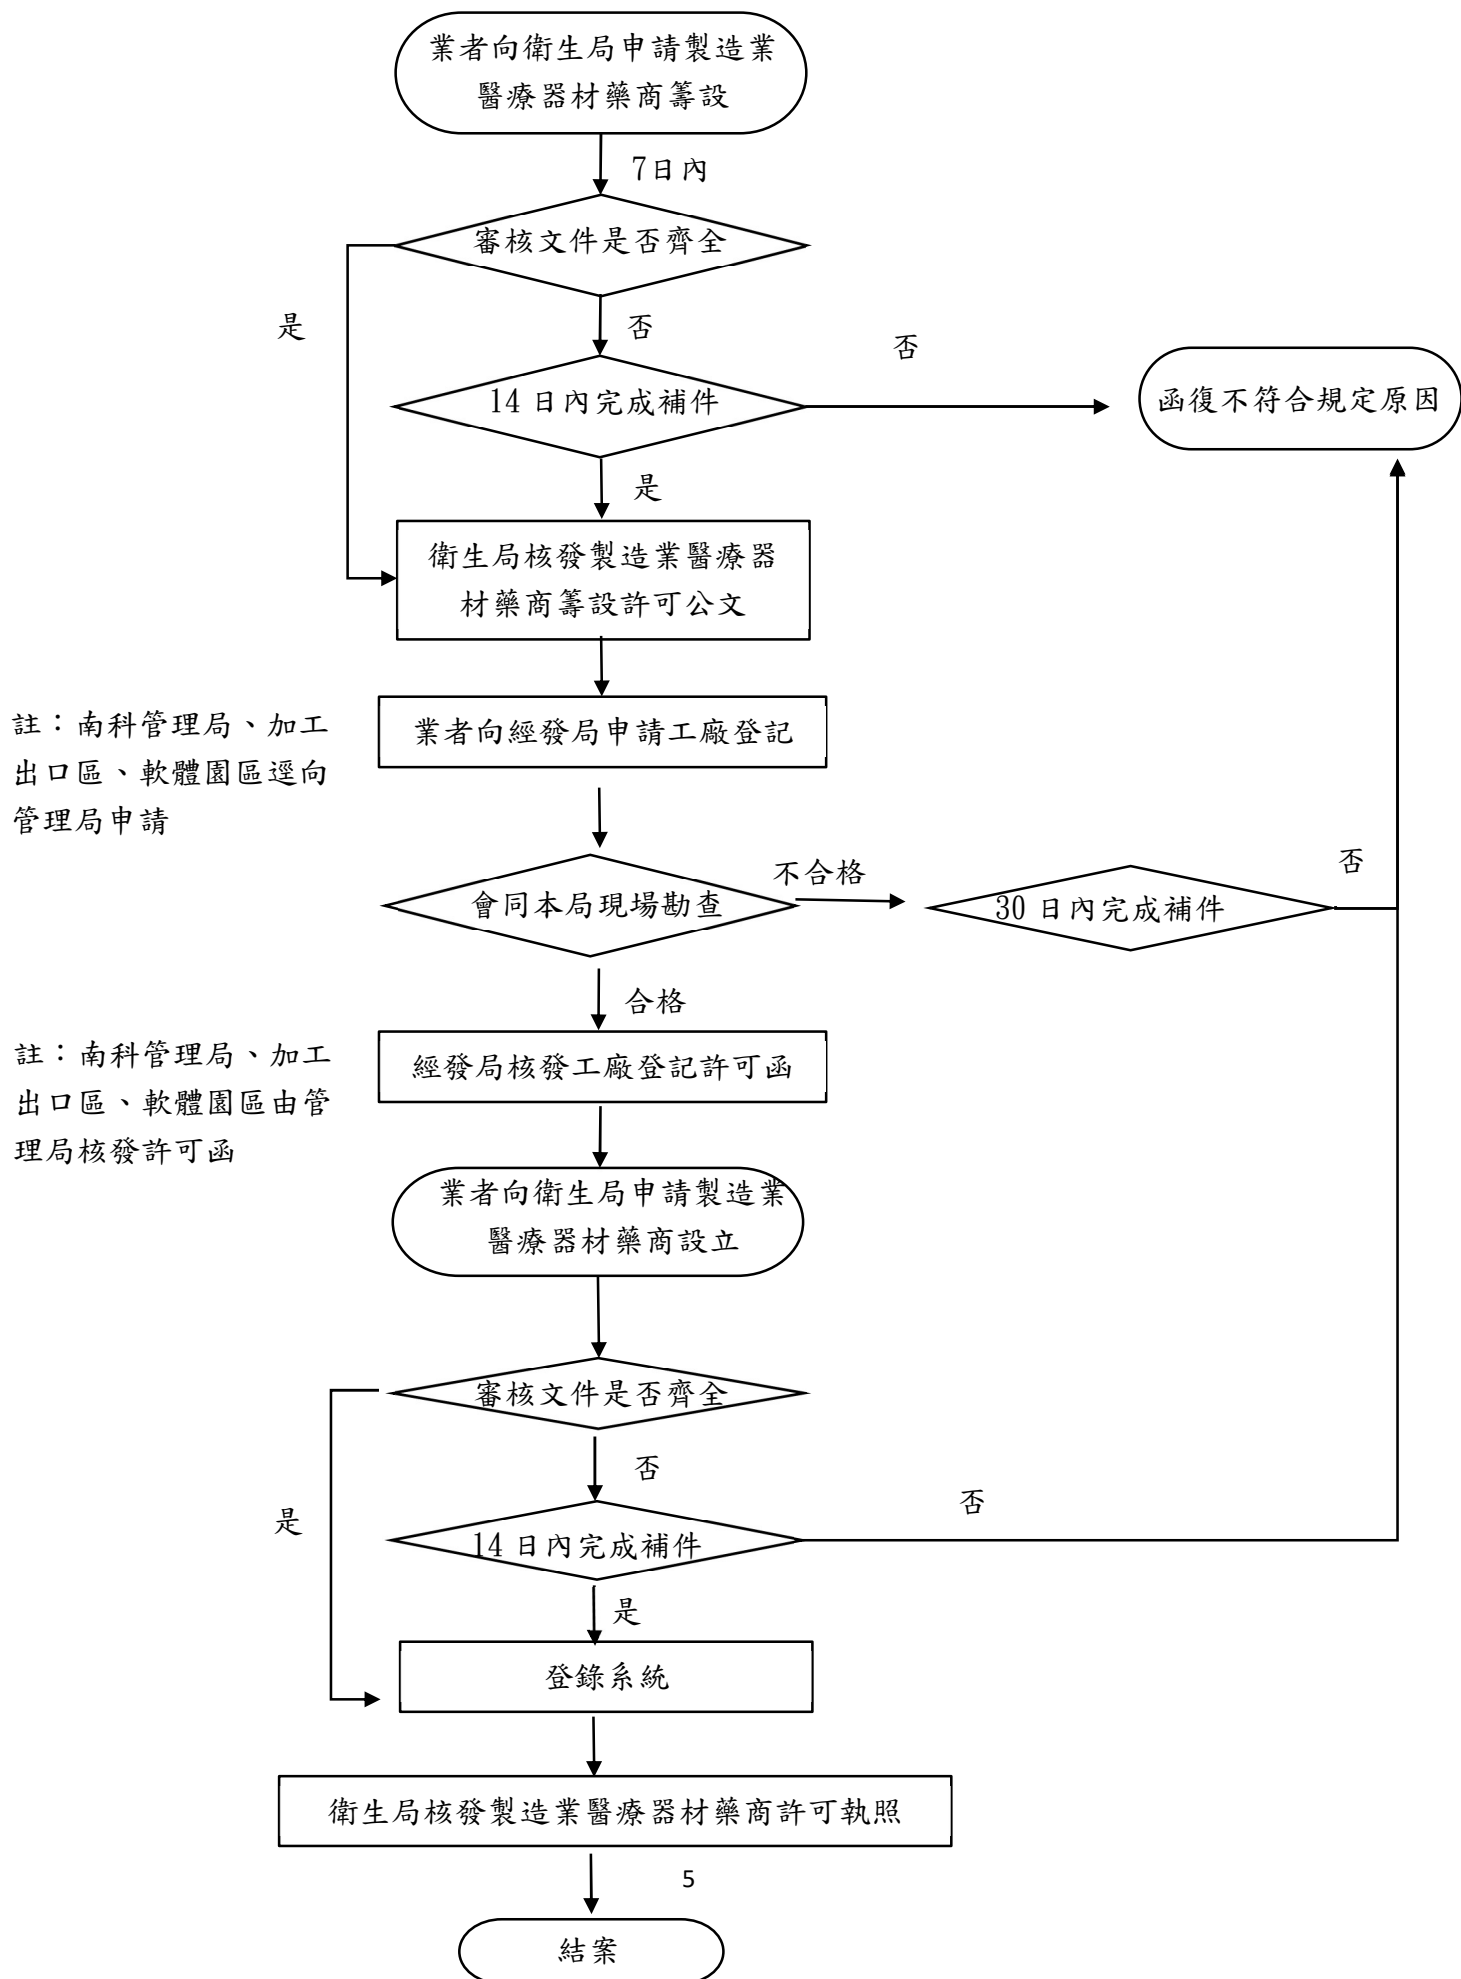 業者向衛生局申請製造業
醫療器材藥商籌設
7日內
審核文件是否齊全
是
否
否
14 日內完成補件
函復不符合規定原因
是
衛生局核發製造業醫療器
材藥商籌設許可公文
註：南科管理局、加工
出口區、軟體園區逕向
管理局申請
業者向經發局申請工廠登記
不合格
否
會同本局現場勘查
30 日內完成補件
合格
註：南科管理局、加工
出口區、軟體園區由管
理局核發許可函
經發局核發工廠登記許可函
業者向衛生局申請製造業
醫療器材藥商設立
審核文件是否齊全
否
是
否
14 日內完成補件
是
登錄系統
衛生局核發製造業醫療器材藥商許可執照
5
結案